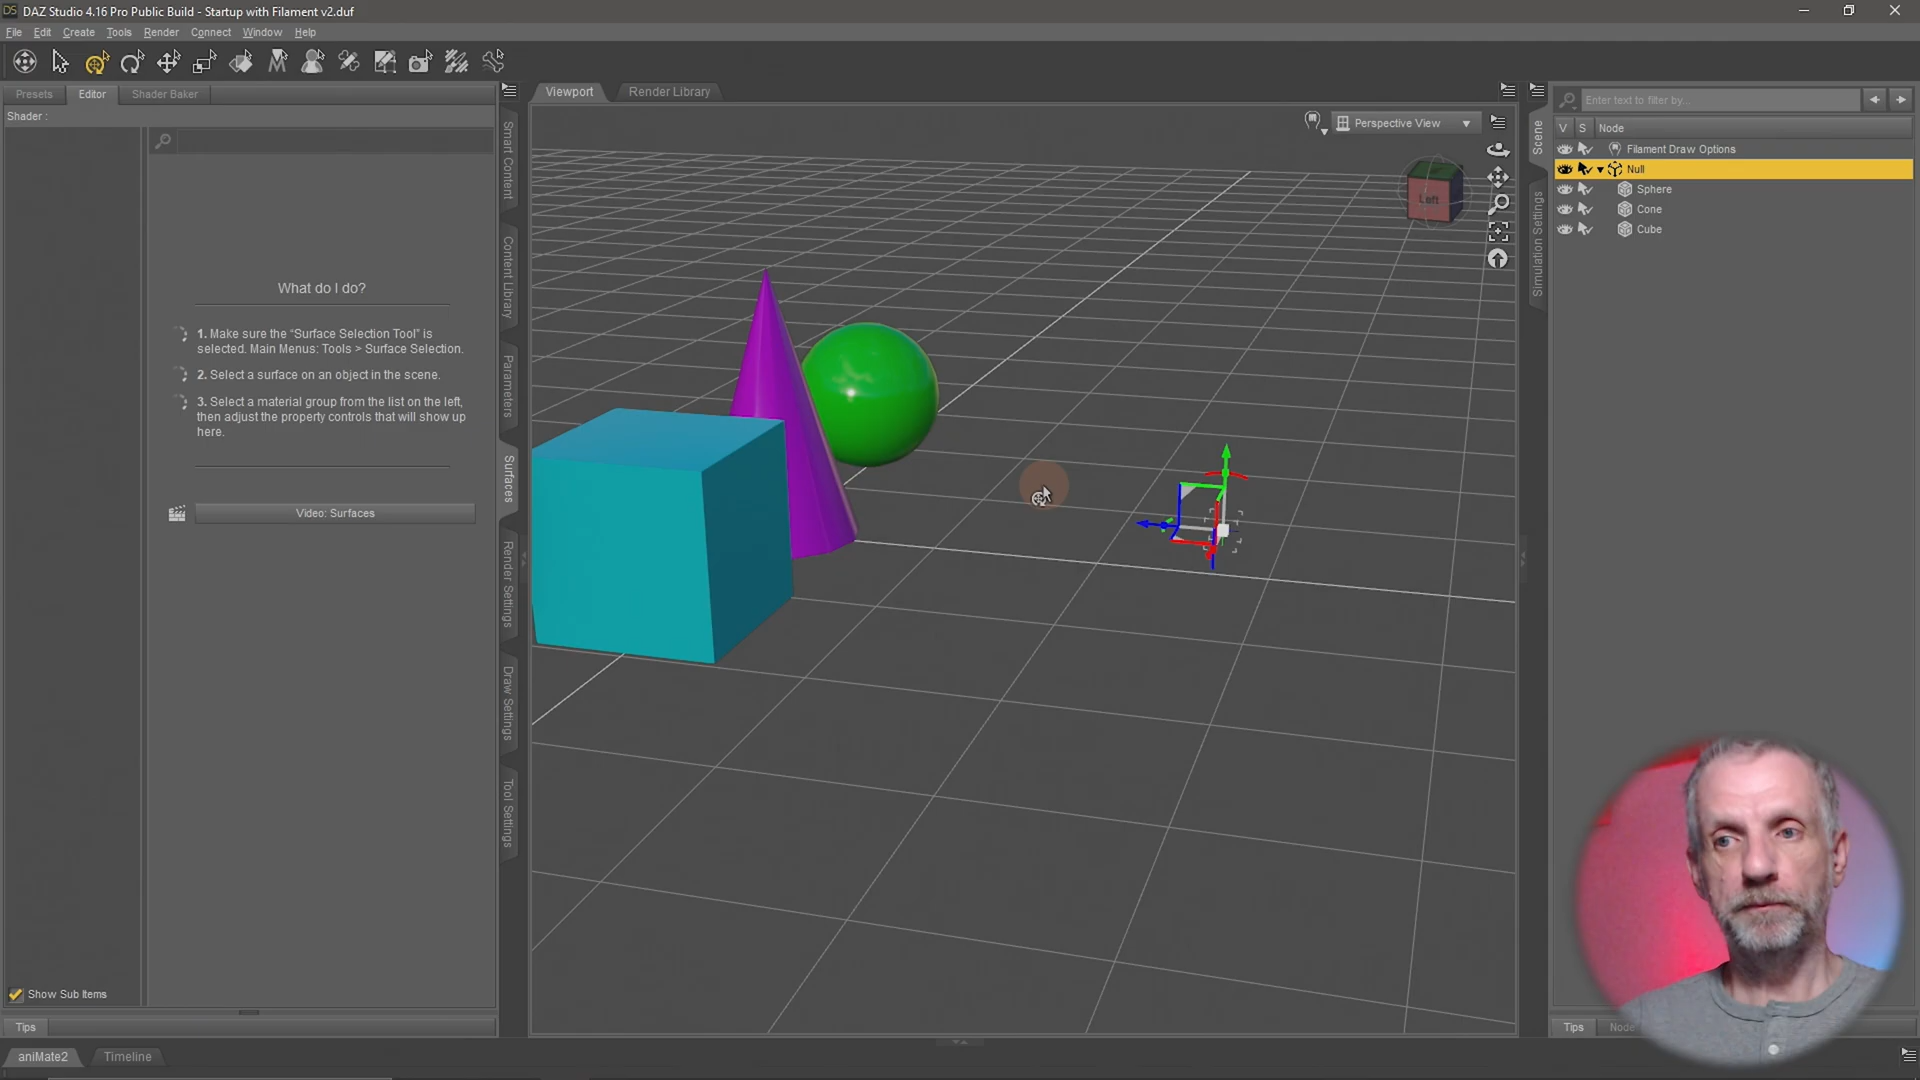 DS DAZ Studio 4.16 Pro Public Build - Startup with Filament v2.duf
File Edit Create Tools Render Connect Window Help
Presets Editor Shader Baker
Shader :
What do I do?
1. Make sure the “Surface Selection Tool” is
selected. Main Menus: Tools > Surface Selection.
2. Select a surface on an object in the scene.
3. Select a material group from the list on the left,
then adjust the property controls that will show up
here.
Video: Surfaces
Show Sub Items
Tips
aniMate2 Timeline
Smart Content
Content Library
Parameters
Surfaces
Render Settings
Draw Settings
Tool Settings
Viewport Render Library
Perspective View
Left
Scene
Simulation Settings
Enter text to filter by...
V S Node
Filament Draw Options
Null
Sphere
Cone
Cube
Tips Node